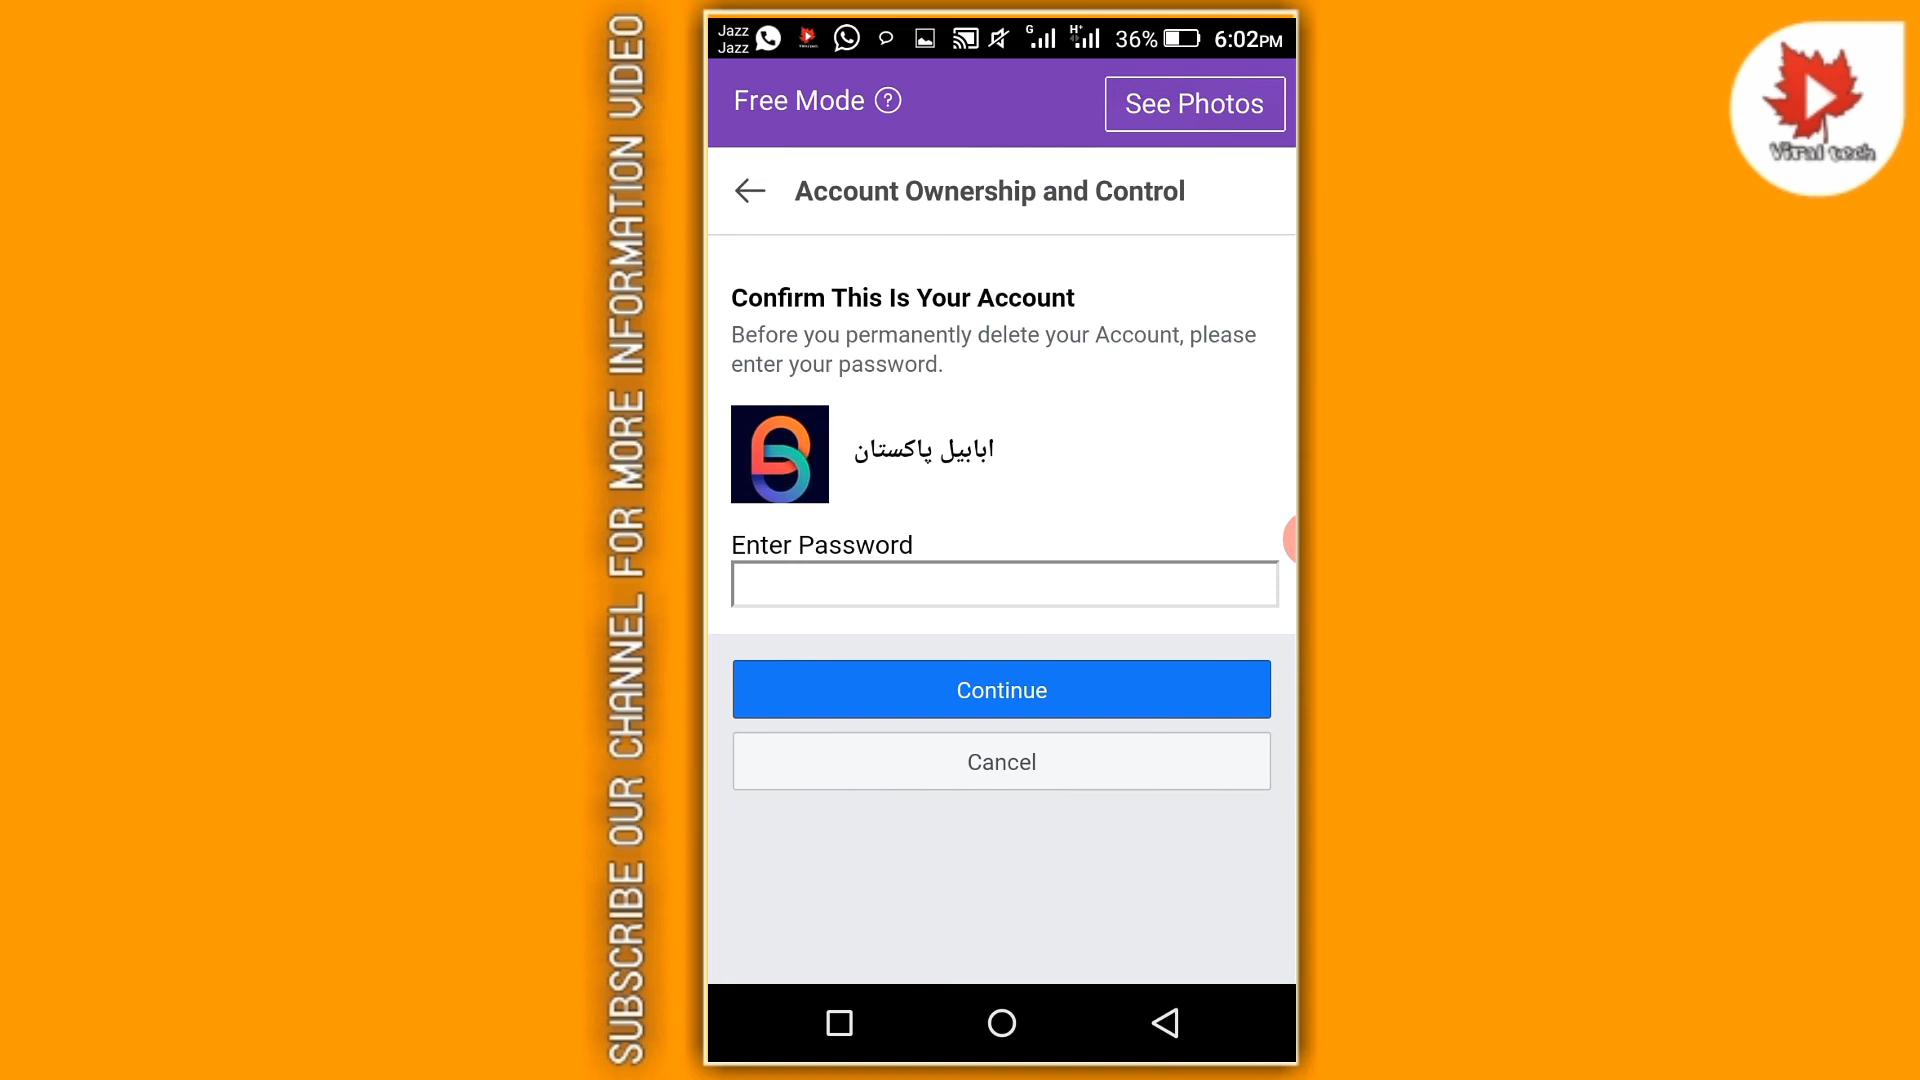 SUBSCRIBE OUR CHANNEL FOR MORE INFORMATION VIDEO
Jazz
Jazz
G
H+
36%
6:02PM
Free Mode ?
See Photos
Account Ownership and Control
Confirm This Is Your Account
Before you permanently delete your Account, please
enter your password.
ابابیل پاکستان
Enter Password
Continue
Cancel
Viral tech